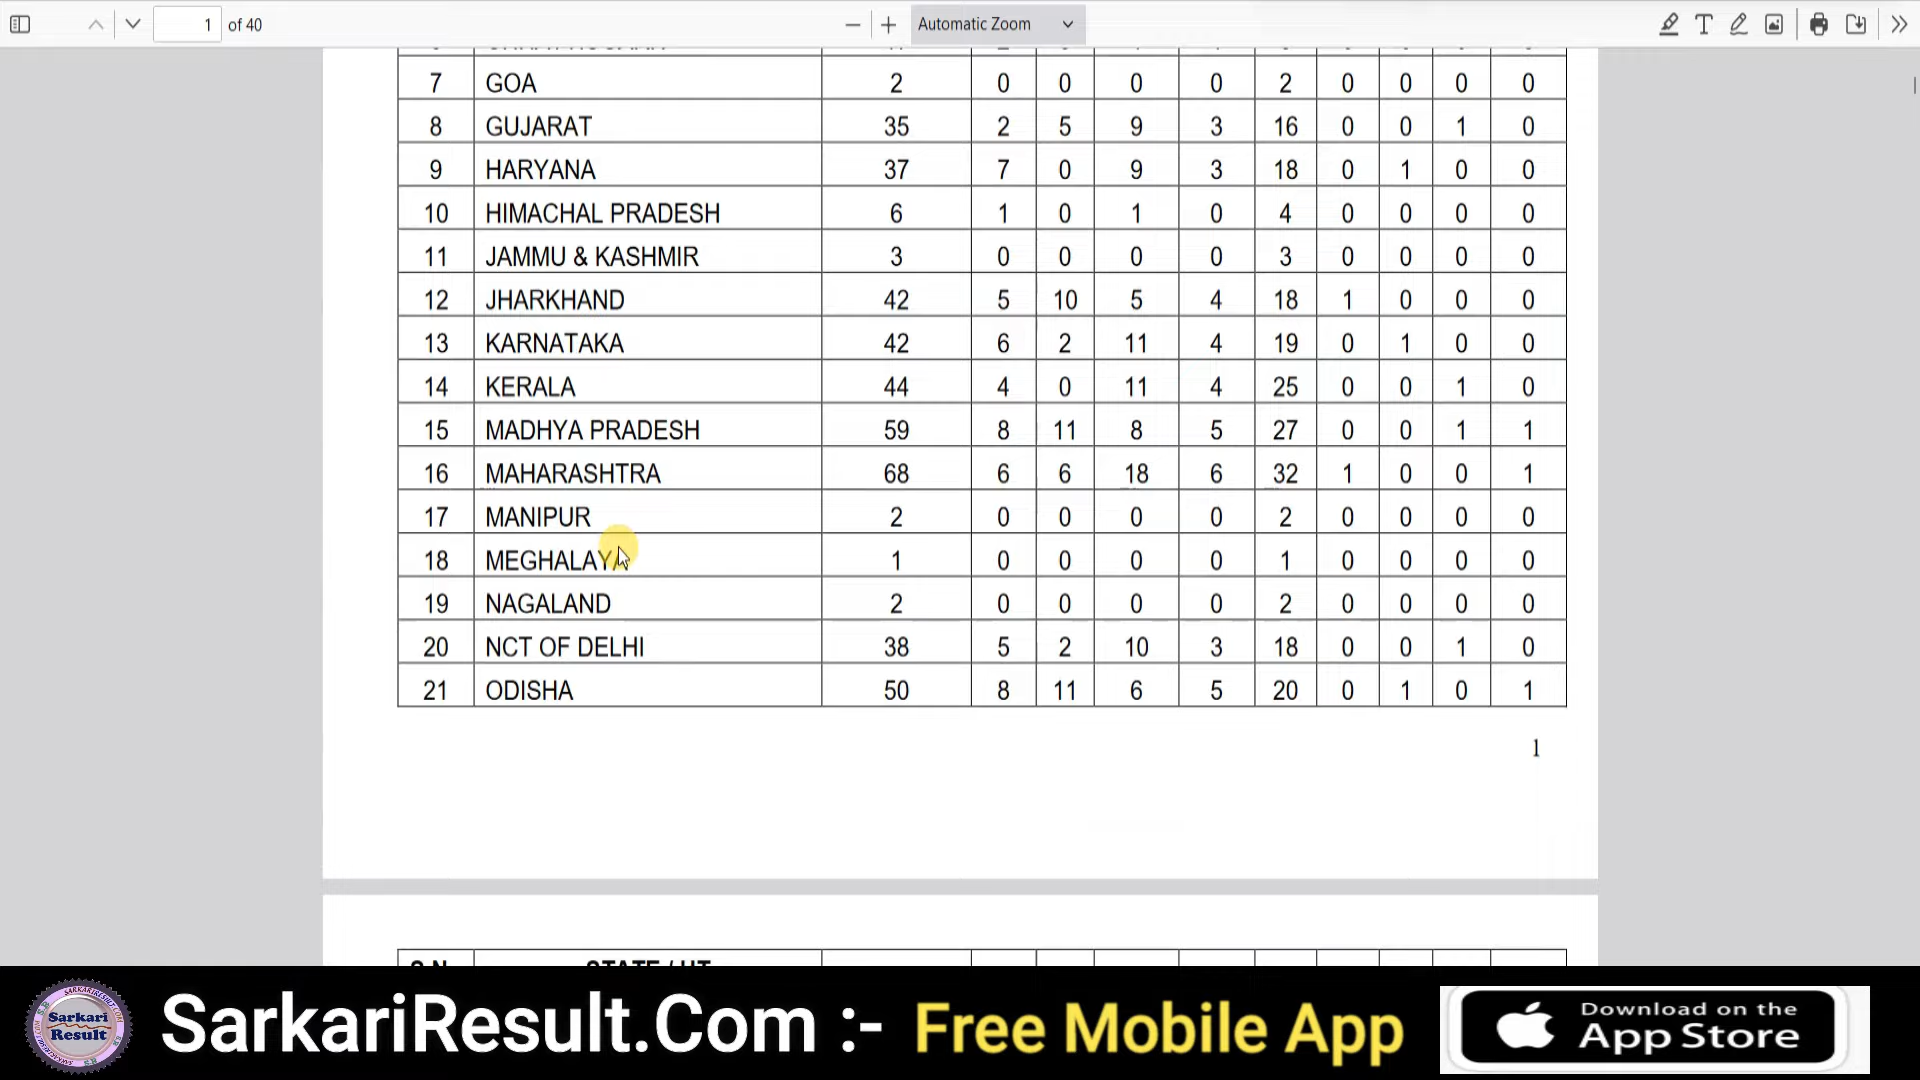 1 of 40 Automatic Zoom
7 GOA 2 0 0 0 0 2 0 0 0 0
8 GUJARAT 35 2 5 9 3 16 0 0 1 0
9 HARYANA 37 7 0 9 3 18 0 1 0 0
10 HIMACHAL PRADESH 6 1 0 1 0 4 0 0 0 0
11 JAMMU & KASHMIR 3 0 0 0 0 3 0 0 0 0
12 JHARKHAND 42 5 10 5 4 18 1 0 0 0
13 KARNATAKA 42 6 2 11 4 19 0 1 0 0
14 KERALA 44 4 0 11 4 25 0 0 1 0
15 MADHYA PRADESH 59 8 11 8 5 27 0 0 1 1
16 MAHARASHTRA 68 6 6 18 6 32 1 0 0 1
17 MANIPUR 2 0 0 0 0 2 0 0 0 0
18 MEGHALAYA 1 0 0 0 0 1 0 0 0 0
19 NAGALAND 2 0 0 0 0 2 0 0 0 0
20 NCT OF DELHI 38 5 2 10 3 18 0 0 1 0
21 ODISHA 50 8 11 6 5 20 0 1 0 1
1
Sarkari
Result
SarkariResult.Com :- Free Mobile App
Download on the
App Store